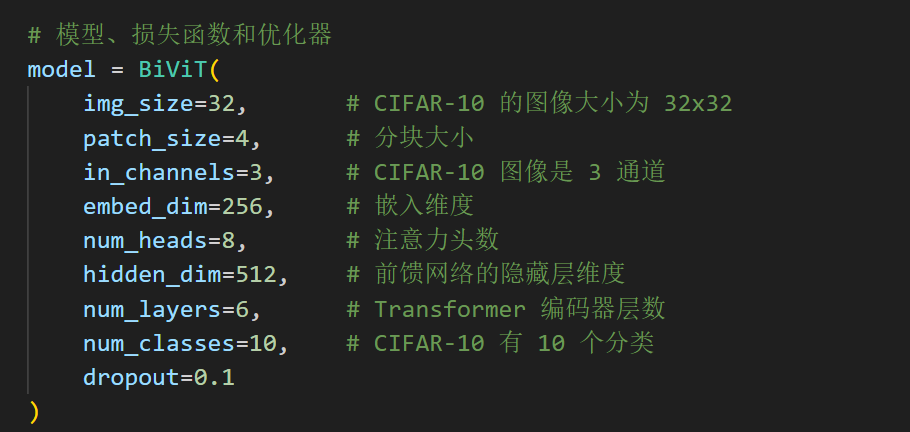 # 模型、损失函数和优化器
model = BiViT(
    img_size=32,       # CIFAR-10 的图像大小为 32x32
    patch_size=4,      # 分块大小
    in_channels=3,     # CIFAR-10 图像是 3 通道
    embed_dim=256,     # 嵌入维度
    num_heads=8,       # 注意力头数
    hidden_dim=512,    # 前馈网络的隐藏层维度
    num_layers=6,      # Transformer 编码器层数
    num_classes=10,    # CIFAR-10 有 10 个分类
    dropout=0.1
)